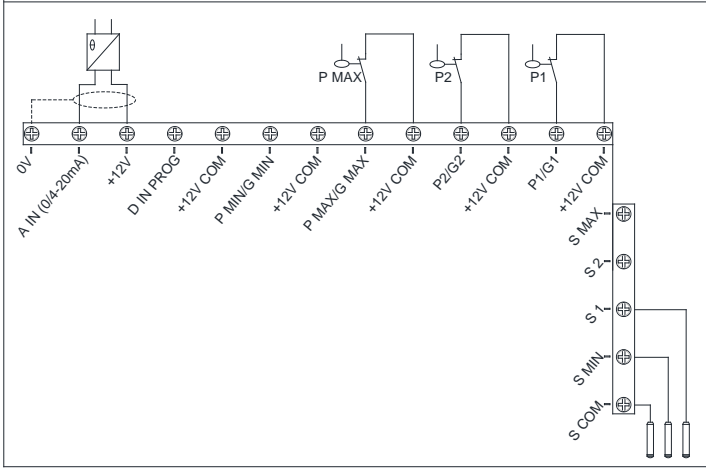 θ
P MAX
P2
P1
0V
A IN (0/4-20mA)
+12V
D IN PROG
+12V COM
P MIN/G MIN
+12V COM
P MAX/G MAX
+12V COM
P2/G2
+12V COM
P1/G1
+12V COM
S MAX
S 2
S 1
S MIN
S COM